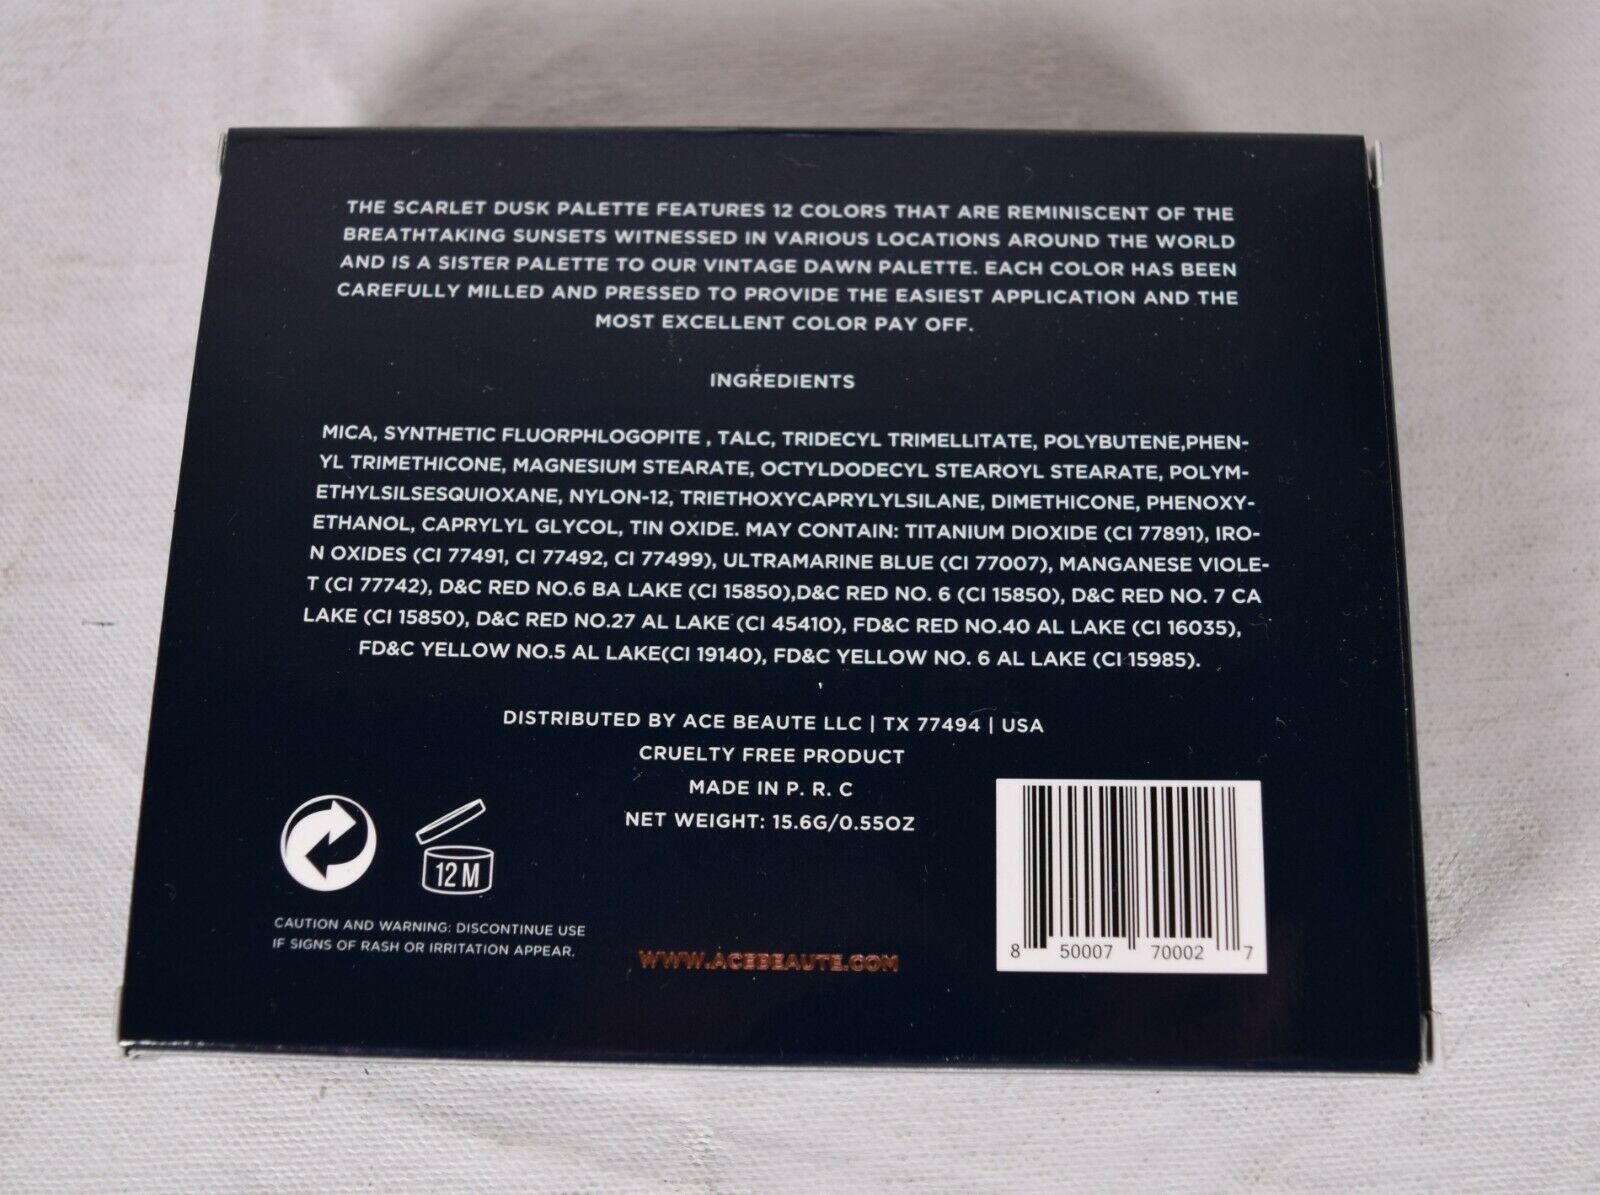 THE SCARLET DUSK PALETTE FEATURES 12 COLORS THAT ARE REMINISCENT OF THE
BREATHTAKING SUNSETS WITNESSED IN VARIOUS LOCATIONS AROUND THE WORLD
AND IS A SISTER PALETTE TO OUR VINTAGE DAWN PALETTE. EACH COLOR HAS BEEN
CAREFULLY MILLED AND PRESSED TO PROVIDE THE EASIEST APPLICATION AND THE
MOST EXCELLENT COLOR PAY OFF.
INGREDIENTS
MICA, SYNTHETIC FLUORPHLOGOPITE , TALC, TRIDECYL TRIMELLITATE, POLYBUTENE,PHEN-
YL TRIMETHICONE, MAGNESIUM STEARATE, OCTYLDODECYL STEAROYL STEARATE, POLYM-
ETHYLSILSESQUIOXANE, NYLON-12, TRIETHOXYCAPRYLYLSILANE, DIMETHICONE, PHENOXY-
ETHANOL, CAPRYLYL GLYCOL, TIN OXIDE. MAY CONTAIN: TITANIUM DIOXIDE (CI 77891), IRO-
N OXIDES (CI 77491, CI 77492, CI 77499), ULTRAMARINE BLUE (CI 77007), MANGANESE VIOLE-
T (CI 77742), D&C RED NO.6 BA LAKE (CI 15850),D&C RED NO. 6 (CI 15850), D&C RED NO. 7 CA
LAKE (CI 15850), D&C RED NO.27 AL LAKE (CI 45410), FD&C RED NO.40 AL LAKE (CI 16035),
FD&C YELLOW NO.5 AL LAKE(CI 19140), FD&C YELLOW NO. 6 AL LAKE (CI 15985).
DISTRIBUTED BY ACE BEAUTE LLC | TX 77494 | USA
CRUELTY FREE PRODUCT
MADE IN P. R. C
NET WEIGHT: 15.6G/0.55OZ
12 M
CAUTION AND WARNING: DISCONTINUE USE
IF SIGNS OF RASH OR IRRITATION APPEAR.
WWW.ACEBEAUTE.COM
8 50007 70002 7